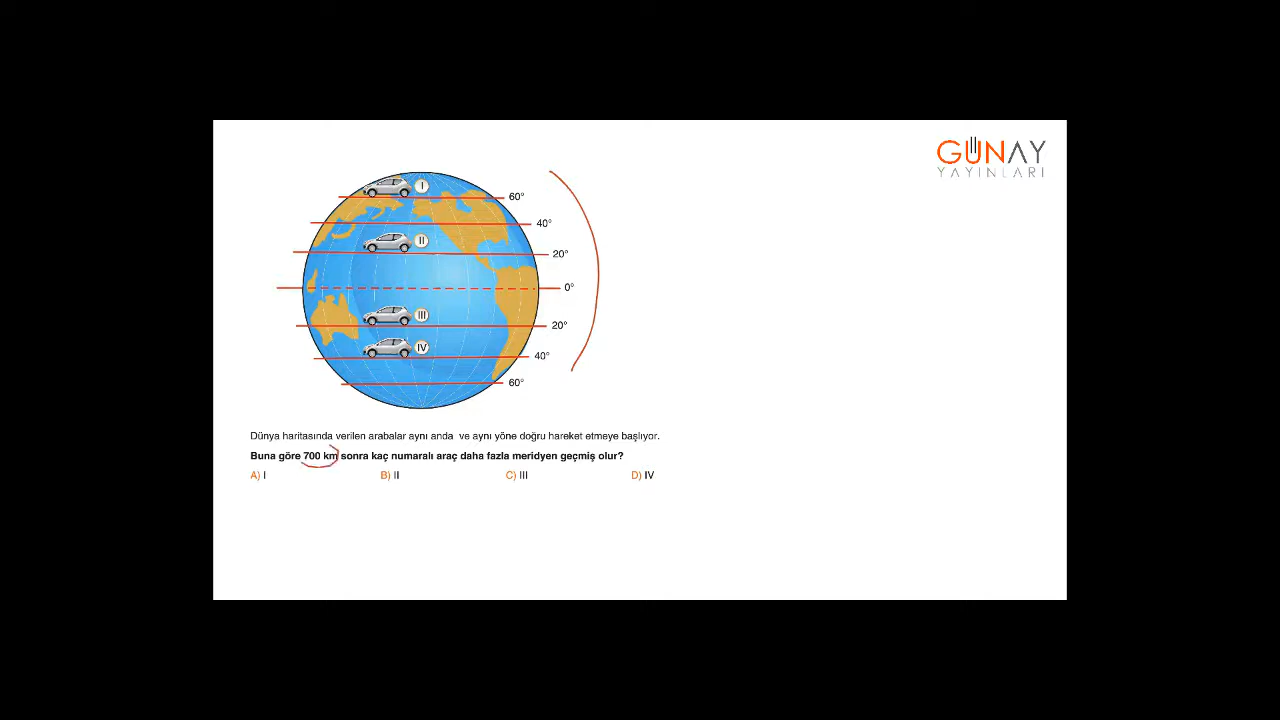 GÜNAY
YAYINLARI
I
60°
40°
II
20°
0°
III
20°
IV
40°
60°
Dünya haritasında verilen arabalar aynı anda ve aynı yöne doğru hareket etmeye başlıyor.
Buna göre 700 km sonra kaç numaralı araç daha fazla meridyen geçmiş olur?
A) I B) II C) III D) IV